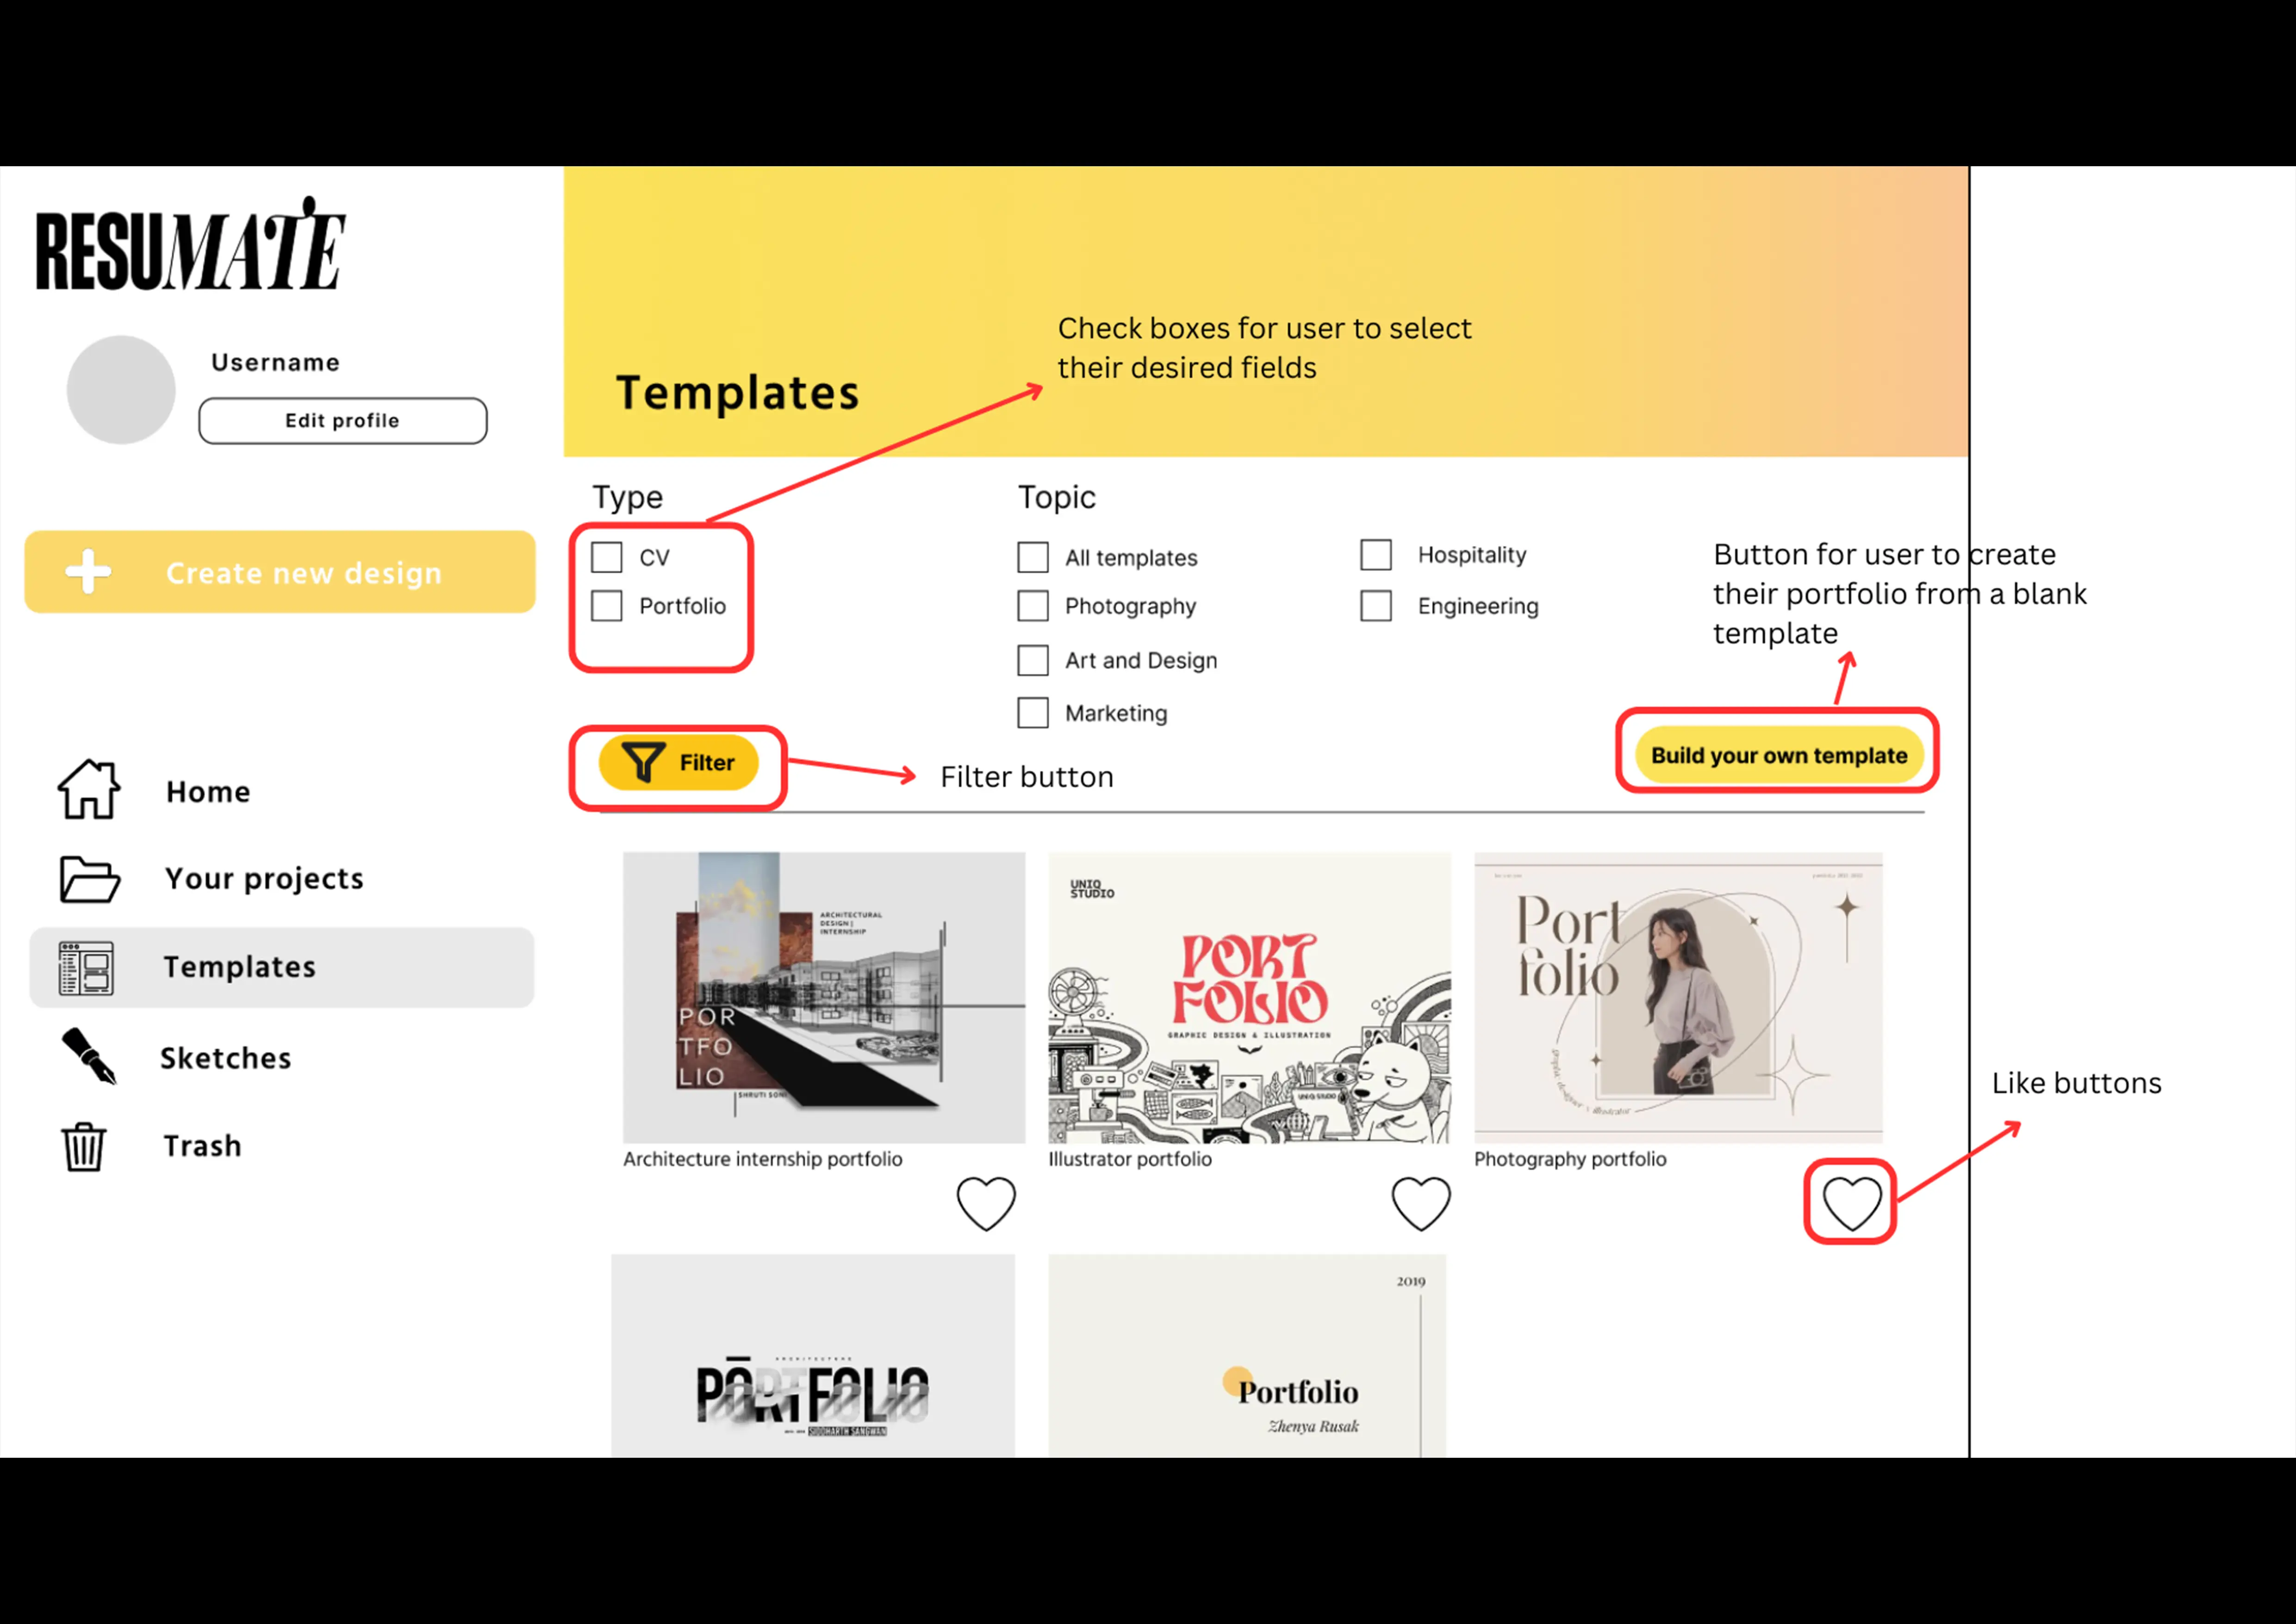 RESUMATE
Username
Edit profile
Create new design
Home
Your projects
Templates
Sketches
Trash
Templates
Check boxes for user to select
their desired fields
Type
CV
Portfolio
Topic
All templates
Photography
Art and Design
Marketing
Hospitality
Engineering
Button for user to create
their portfolio from a blank
template
Filter
Filter button
Build your own template
ARCHITECTURAL
DESIGN |
INTERNSHIP
POR
TFO
LIO
SHRUTI SONI
Architecture internship portfolio
UNIQ
STUDIO
PORT
FOLIO
GRAPHIC DESIGN & ILLUSTRATION
UNIQ STUDIO
Illustrator portfolio
Port
folio
Photography portfolio
Like buttons
ARCHITECTURE
PORTFOLIO
SIDDHARTH SANGWAN
2019
Portfolio
Zhenya Rusak